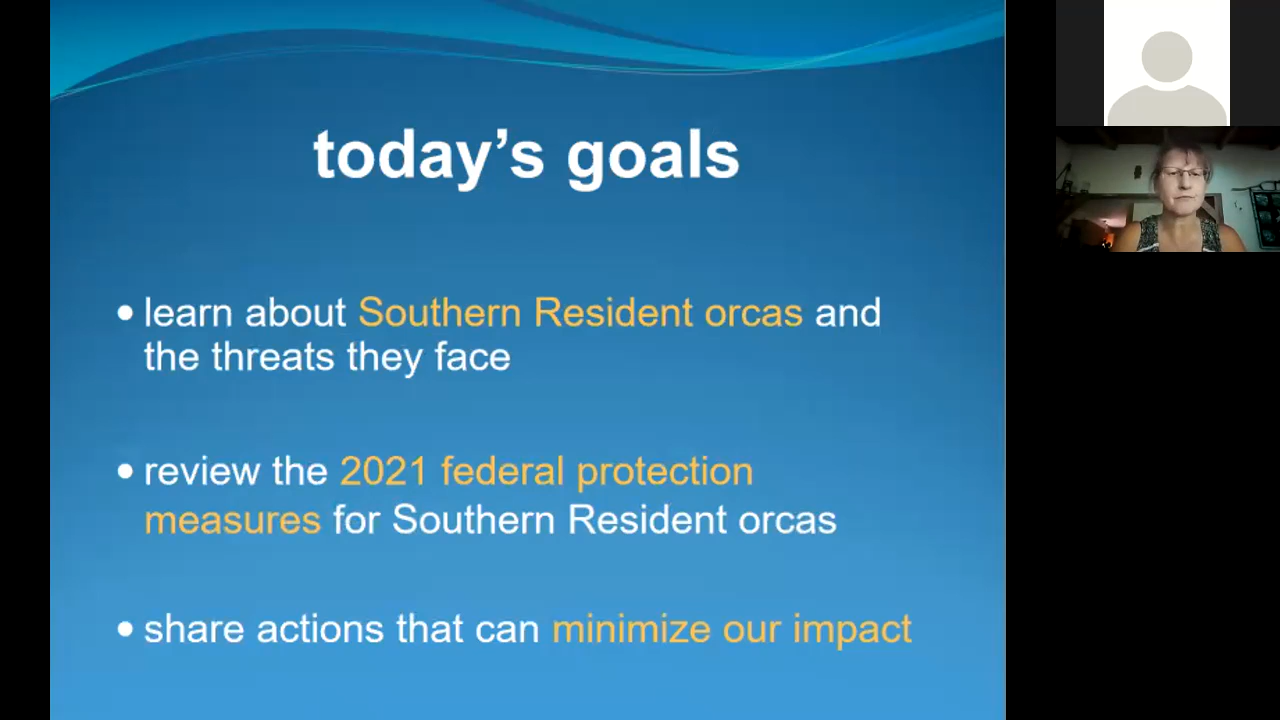 today’s goals
• learn about Southern Resident orcas and
the threats they face
• review the 2021 federal protection
measures for Southern Resident orcas
• share actions that can minimize our impact